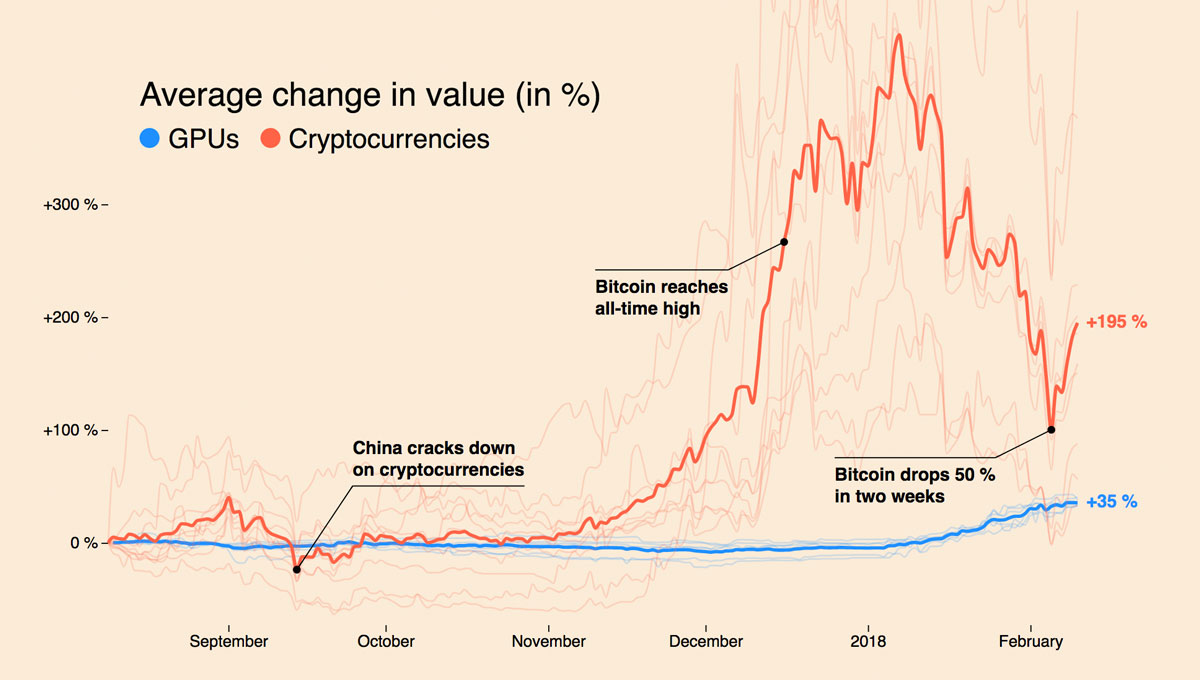 Average change in value (in %)
GPUs Cryptocurrencies
+300 %
+200 %
+100 %
0 %
Bitcoin reaches
all-time high
+195 %
China cracks down
on cryptocurrencies
Bitcoin drops 50 %
in two weeks
+35 %
September October November December 2018 February